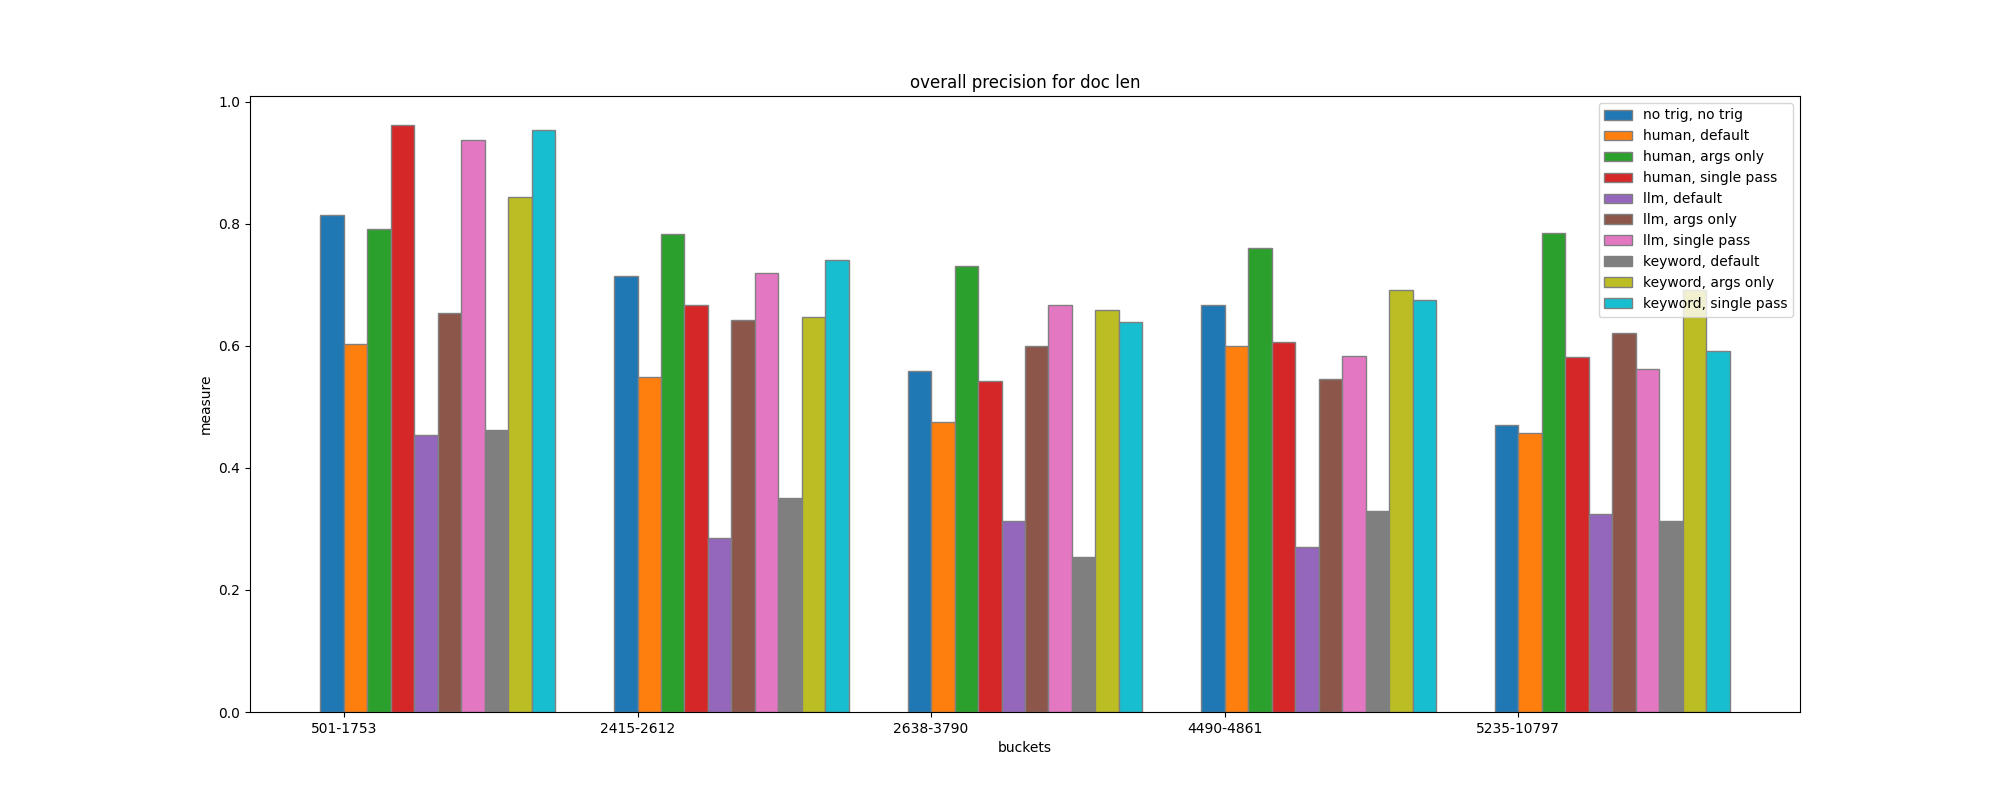 overall precision for doc len
1.0
0.8
0.6
0.4
0.2
0.0
measure
no trig, no trig
human, default
human, args only
human, single pass
llm, default
llm, args only
llm, single pass
keyword, default
keyword, args only
keyword, single pass
501-1753
2415-2612
2638-3790
4490-4861
5235-10797
buckets